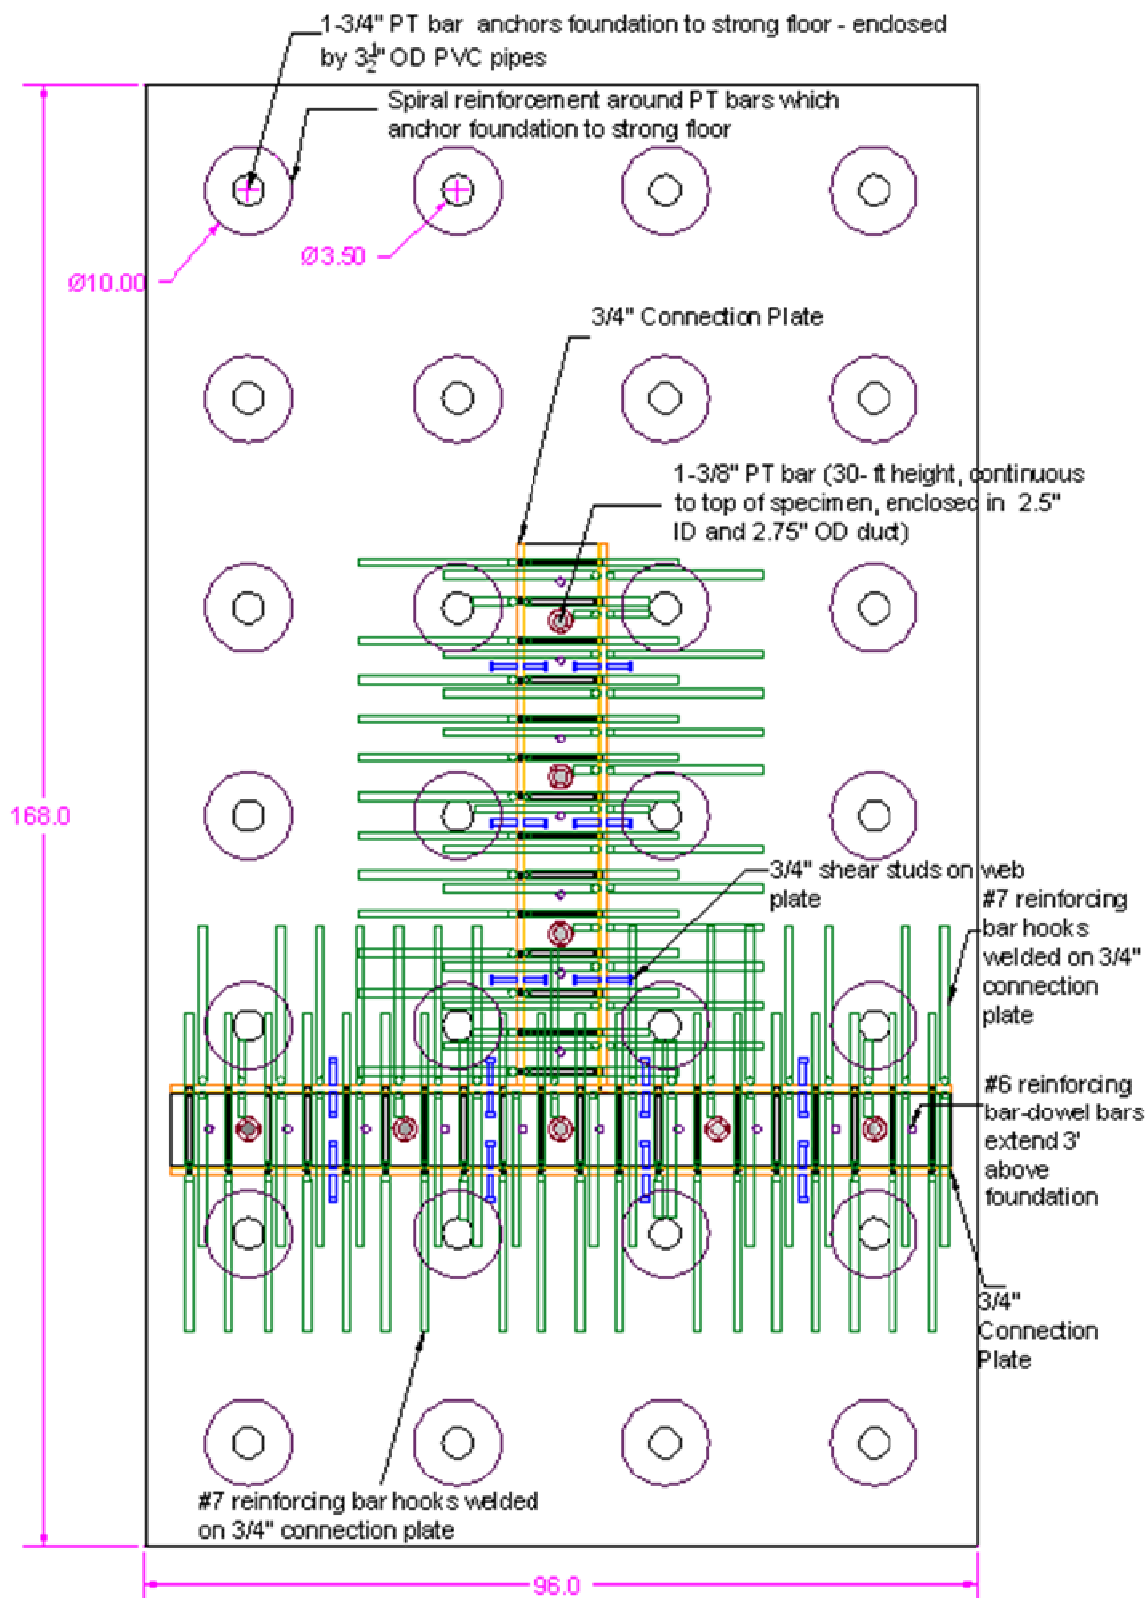 1-3/4" PT bar anchors foundation to strong floor - enclosed
by 3½" OD PVC pipes
Spiral reinforcement around PT bars which
anchor foundation to strong floor
Ø3.50
Ø10.00
3/4" Connection Plate
1-3/8" PT bar (30- ft height, continuous
to top of specimen, enclosed in 2.5"
ID and 2.75" OD duct)
168.0
3/4" shear studs on web
plate
#7 reinforcing
bar hooks
welded on 3/4"
connection
plate
#6 reinforcing
bar-dowel bars
extend 3'
above
foundation
3/4"
Connection
Plate
#7 reinforcing bar hooks welded
on 3/4" connection plate
96.0